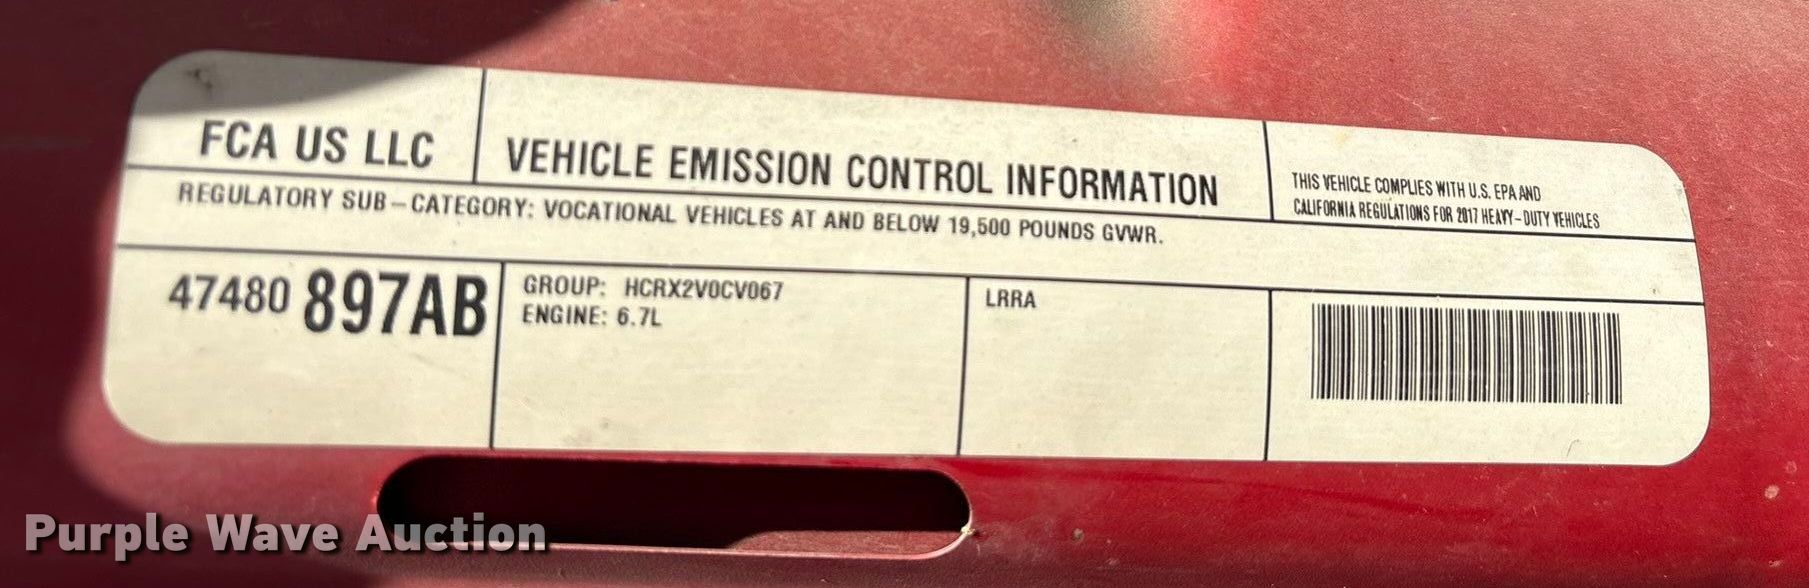 FCA US LLC
VEHICLE EMISSION CONTROL INFORMATION
THIS VEHICLE COMPLIES WITH U.S. EPA AND
CALIFORNIA REGULATIONS FOR 2017 HEAVY-DUTY VEHICLES
REGULATORY SUB-CATEGORY: VOCATIONAL VEHICLES AT AND BELOW 19,500 POUNDS GVWR.
47480 897AB
GROUP: HCRX2V0CV067
ENGINE: 6.7L
LRRA
Purple Wave Auction